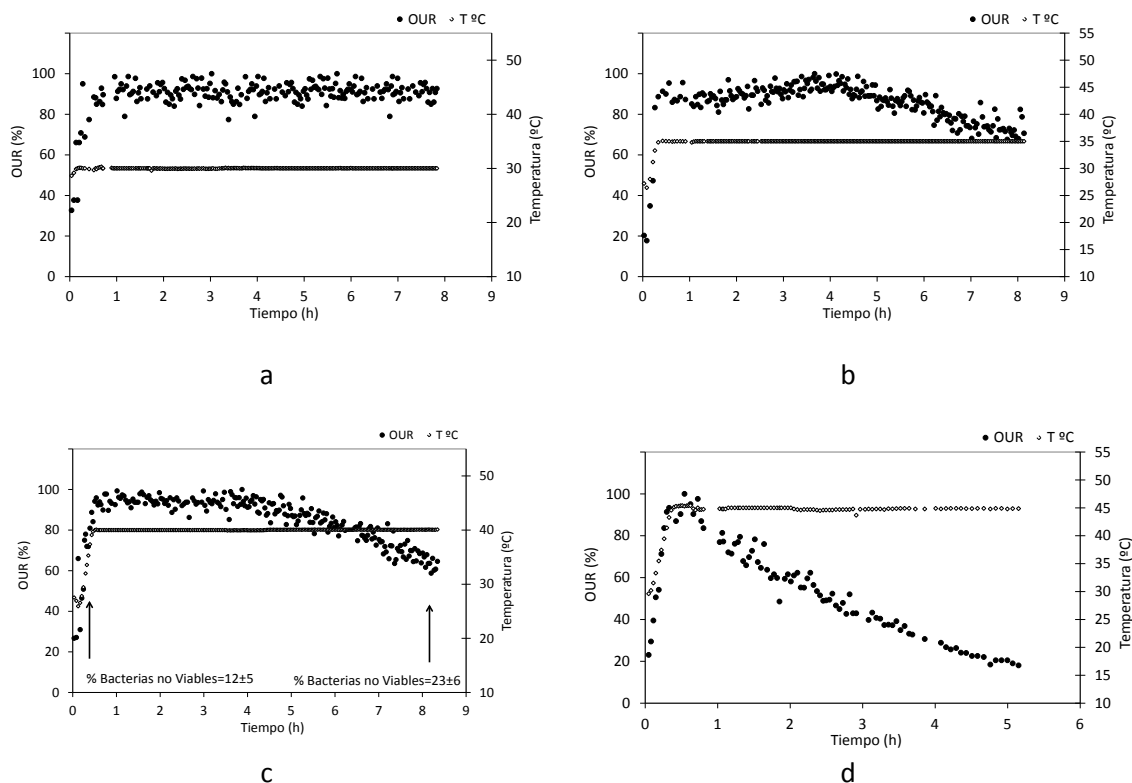 ● OUR ◇ T ºC
OUR (%)
100
80
60
40
20
0
50
40
30
20
10
Temperatura (ºC)
0 1 2 3 4 5 6 7 8 9
Tiempo (h)
a
● OUR ◇ T ºC
OUR (%)
100
80
60
40
20
0
55
50
45
40
35
30
25
20
15
10
Temperatura (ºC)
0 1 2 3 4 5 6 7 8 9
Tiempo (h)
b
● OUR ◇ T ºC
OUR (%)
100
80
60
40
20
0
50
40
30
20
10
Temperatura (ºC)
% Bacterias no Viables=12±5
% Bacterias no Viables=23±6
0 1 2 3 4 5 6 7 8 9
Tiempo (h)
c
● OUR ◇ T ºC
OUR (%)
100
80
60
40
20
0
55
50
45
40
35
30
25
20
15
10
Temperatura (ºC)
0 1 2 3 4 5 6
Tiempo (h)
d